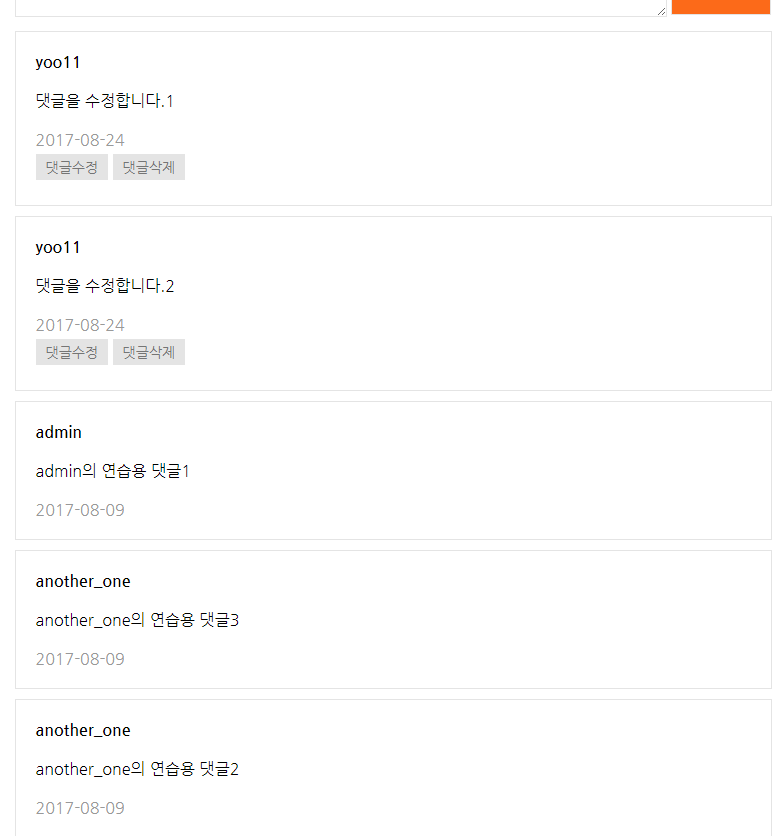 yoo11
댓글을 수정합니다.1
2017-08-24
댓글수정 댓글삭제
yoo11
댓글을 수정합니다.2
2017-08-24
댓글수정 댓글삭제
admin
admin의 연습용 댓글1
2017-08-09
another_one
another_one의 연습용 댓글3
2017-08-09
another_one
another_one의 연습용 댓글2
2017-08-09